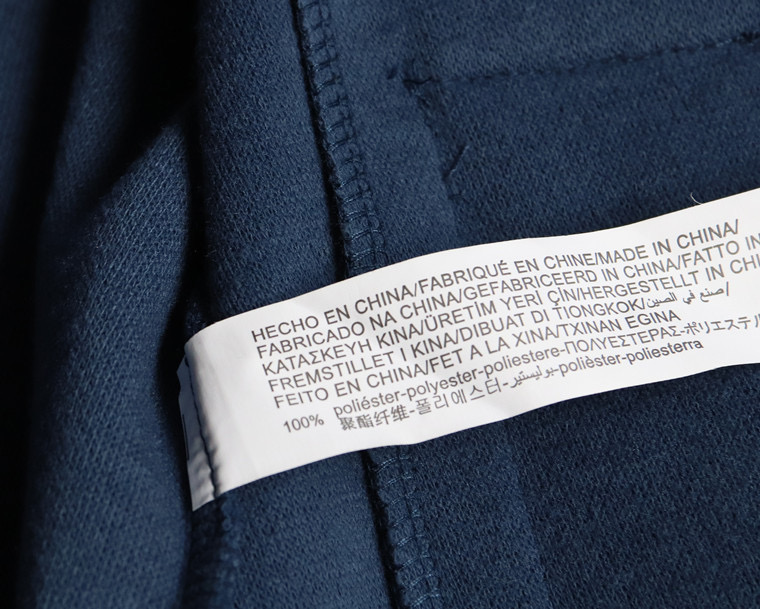 HECHO EN CHINA/FABRIQUÉ EN CHINE/MADE IN CHINA/
FABRICADO NA CHINA/GEFABRICEERD IN CHINA/FATTO IN
ΚΑΤΑΣΚΕΥΗ ΚΙΝΑ/ÜRETİM YERİ ÇİN/HERGESTELLT IN CHI
FREMSTILLET I KINA/DIBUAT DI TIONGKOK/صنع في الصين/
FEITO EN CHINA/FET A LA XINA/TXINAN EGINA
100% poliéster-polyester-poliestere-ΠΟΛΥΕΣΤΕΡΑΣ-ポリエステル
聚酯纤维-폴리에스터-بوليستير-polièster-poliesterra